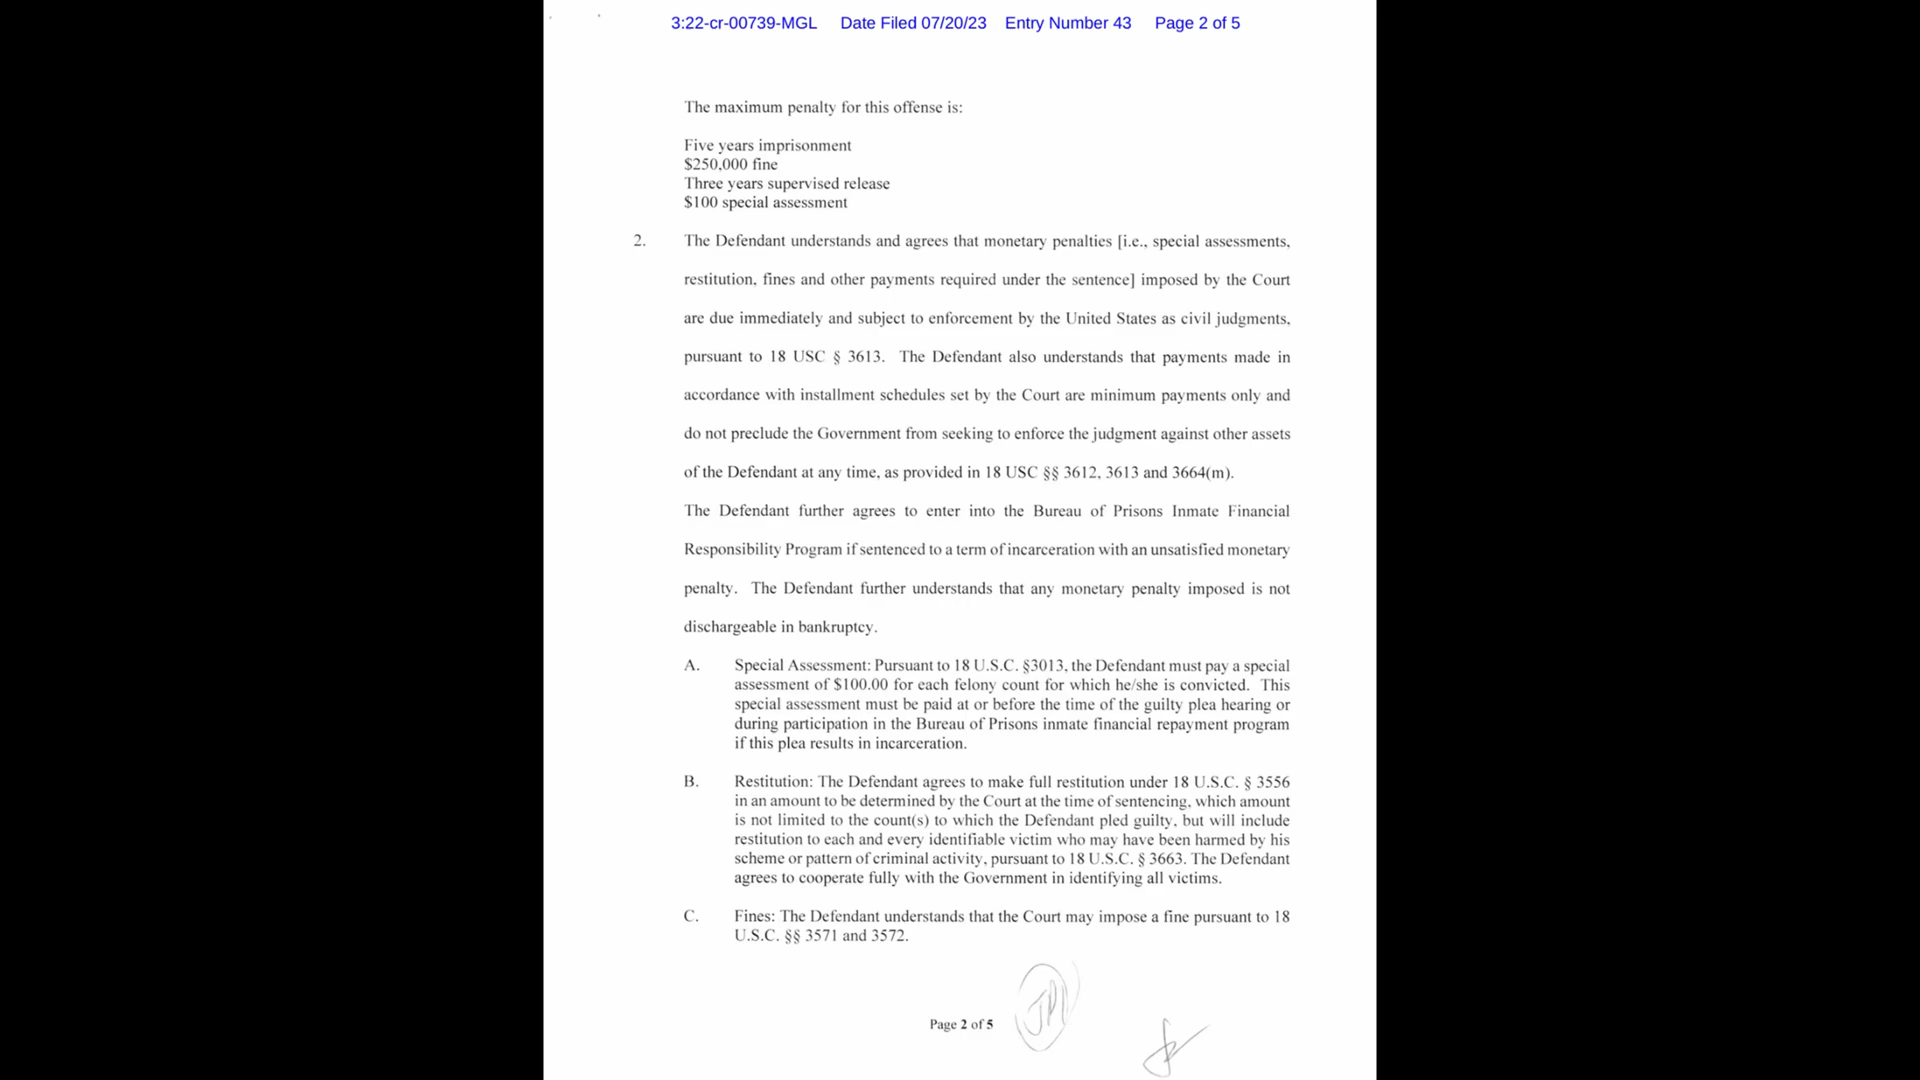 3:22-cr-00739-MGL Date Filed 07/20/23 Entry Number 43 Page 2 of 5
The maximum penalty for this offense is:
Five years imprisonment
$250,000 fine
Three years supervised release
$100 special assessment
2. The Defendant understands and agrees that monetary penalties [i.e., special assessments,
restitution, fines and other payments required under the sentence] imposed by the Court
are due immediately and subject to enforcement by the United States as civil judgments,
pursuant to 18 USC § 3613. The Defendant also understands that payments made in
accordance with installment schedules set by the Court are minimum payments only and
do not preclude the Government from seeking to enforce the judgment against other assets
of the Defendant at any time, as provided in 18 USC §§ 3612, 3613 and 3664(m).
The Defendant further agrees to enter into the Bureau of Prisons Inmate Financial
Responsibility Program if sentenced to a term of incarceration with an unsatisfied monetary
penalty. The Defendant further understands that any monetary penalty imposed is not
dischargeable in bankruptcy.
A. Special Assessment: Pursuant to 18 U.S.C. §3013, the Defendant must pay a special
assessment of $100.00 for each felony count for which he/she is convicted. This
special assessment must be paid at or before the time of the guilty plea hearing or
during participation in the Bureau of Prisons inmate financial repayment program
if this plea results in incarceration.
B. Restitution: The Defendant agrees to make full restitution under 18 U.S.C. § 3556
in an amount to be determined by the Court at the time of sentencing, which amount
is not limited to the count(s) to which the Defendant pled guilty, but will include
restitution to each and every identifiable victim who may have been harmed by his
scheme or pattern of criminal activity, pursuant to 18 U.S.C. § 3663. The Defendant
agrees to cooperate fully with the Government in identifying all victims.
C. Fines: The Defendant understands that the Court may impose a fine pursuant to 18
U.S.C. §§ 3571 and 3572.
Page 2 of 5